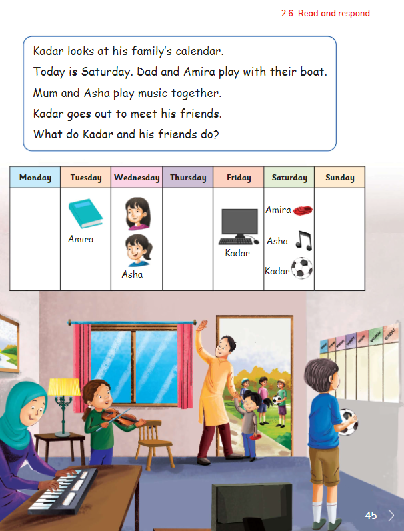 2.6 Read and respond
Kadar looks at his family's calendar.
Today is Saturday. Dad and Amira play with their boat.
Mum and Asha play music together.
Kadar goes out to meet his friends.
What do Kadar and his friends do?
Monday Tuesday Wednesday Thursday Friday Saturday Sunday
Amira
Asha
Kadar
Amira
Asha
Kadar
45